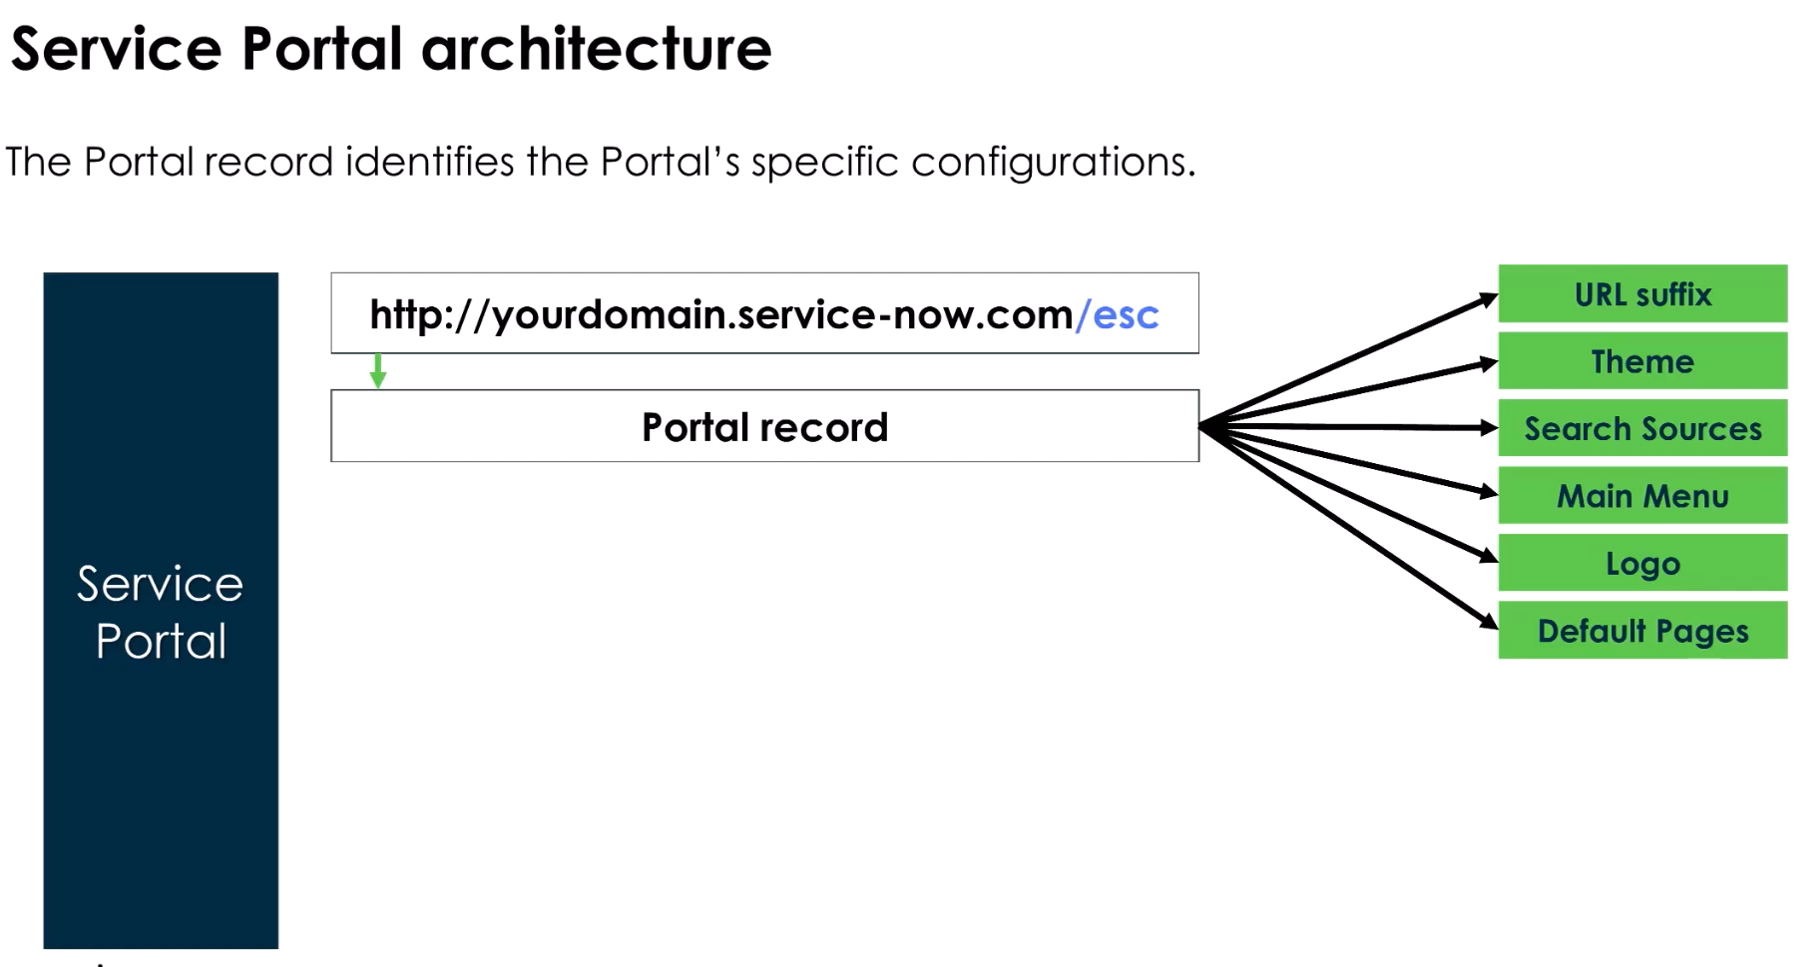 Service Portal architecture
The Portal record identifies the Portal’s specific configurations.
Service
Portal
http://yourdomain.service-now.com/esc
Portal record
URL suffix
Theme
Search Sources
Main Menu
Logo
Default Pages